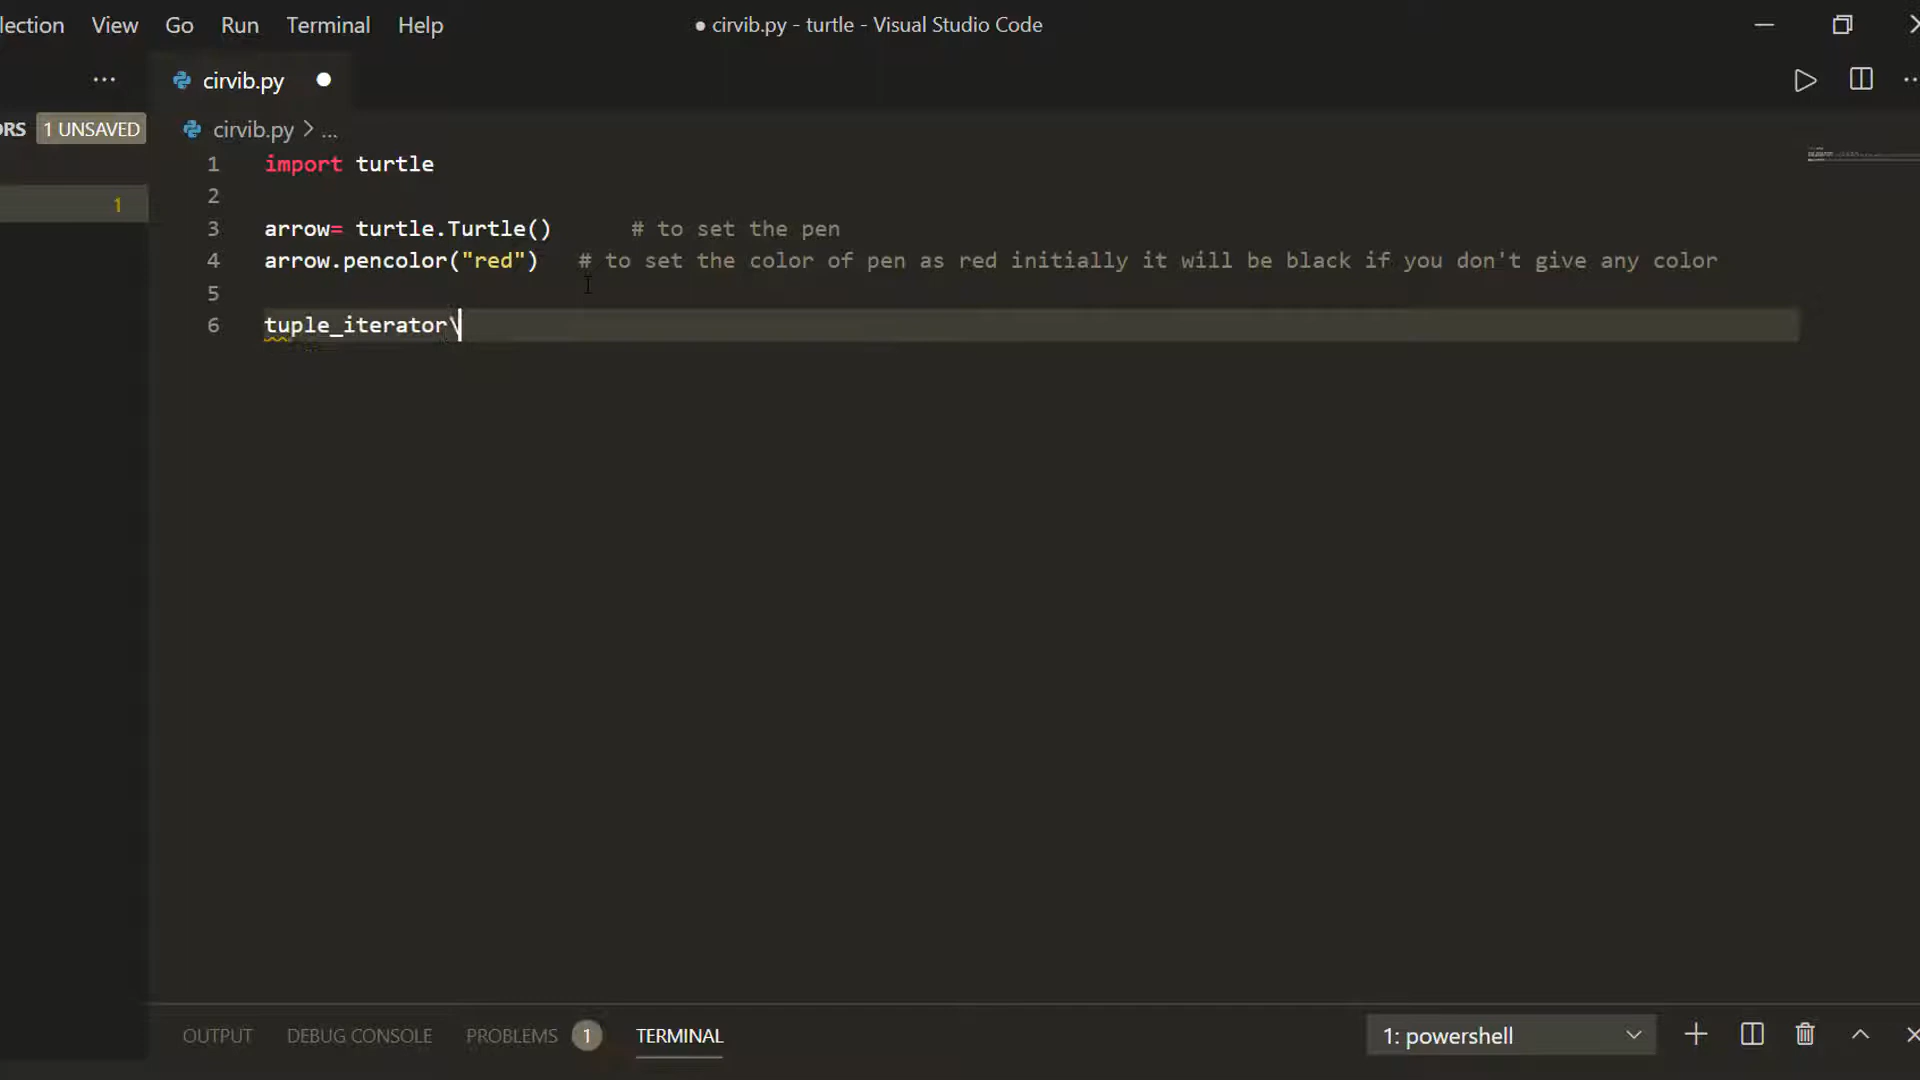 lection View Go Run Terminal Help ● cirvib.py - turtle - Visual Studio Code
... cirvib.py ●
ORS 1 UNSAVED cirvib.py > ...
1 import turtle
2
1
3 arrow= turtle.Turtle() # to set the pen
4 arrow.pencolor("red") # to set the color of pen as red initially it will be black if you don't give any color
5
6 tuple_iterator\
OUTPUT DEBUG CONSOLE PROBLEMS 1 TERMINAL 1: powershell